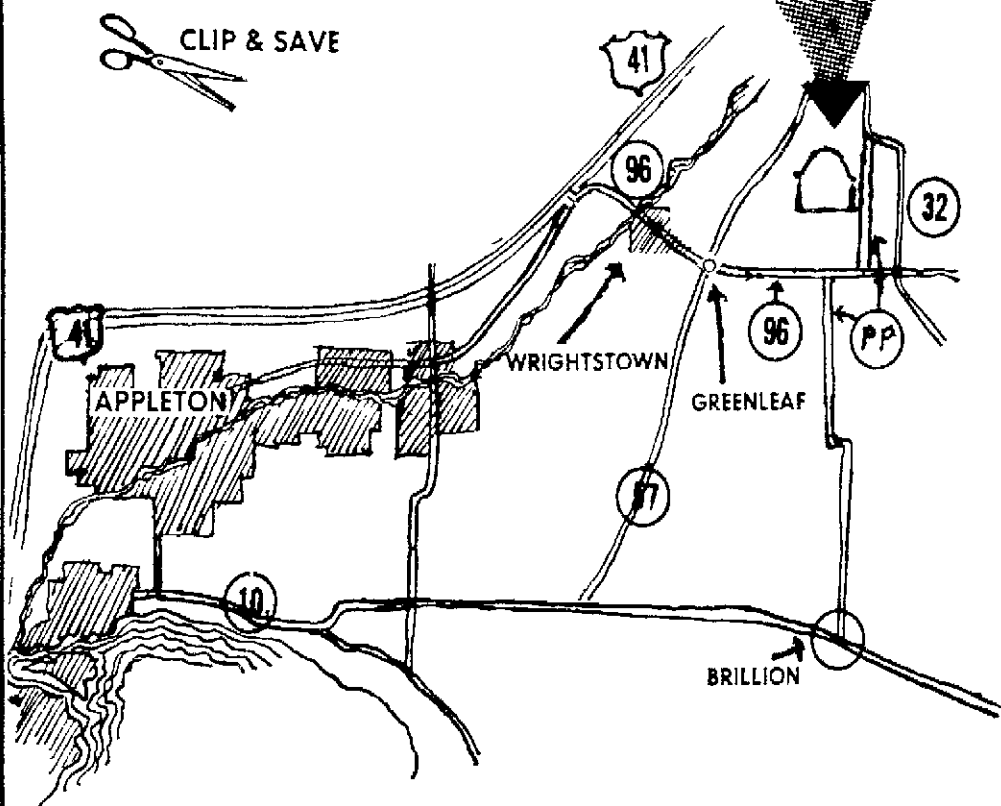 CLIP & SAVE
41
96
32
41
WRIGHTSTOWN
96
PP
APPLETON
GREENLEAF
57
10
BRILLION